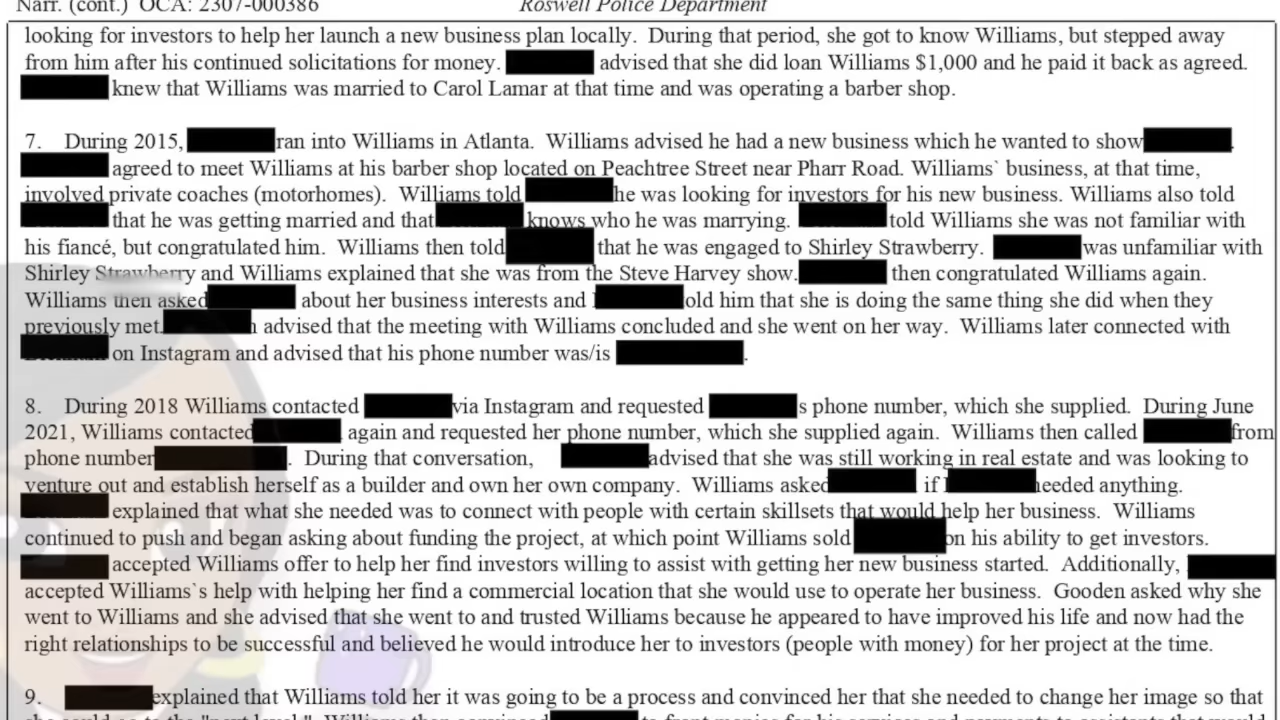 Narr. (cont.) OCA: 2307-000386 Roswell Police Department
looking for investors to help her launch a new business plan locally. During that period, she got to know Williams, but stepped away
from him after his continued solicitations for money. advised that she did loan Williams $1,000 and he paid it back as agreed.
knew that Williams was married to Carol Lamar at that time and was operating a barber shop.
7. During 2015, ran into Williams in Atlanta. Williams advised he had a new business which he wanted to show
agreed to meet Williams at his barber shop located on Peachtree Street near Pharr Road. Williams` business, at that time,
involved private coaches (motorhomes). Williams told he was looking for investors for his new business. Williams also told
that he was getting married and that knows who he was marrying. told Williams she was not familiar with
his fiancé, but congratulated him. Williams then told that he was engaged to Shirley Strawberry. was unfamiliar with
Shirley Strawberry and Williams explained that she was from the Steve Harvey show. then congratulated Williams again.
Williams then asked about her business interests and old him that she is doing the same thing she did when they
previously met. advised that the meeting with Williams concluded and she went on her way. Williams later connected with
on Instagram and advised that his phone number was/is .
8. During 2018 Williams contacted via Instagram and requested s phone number, which she supplied. During June
2021, Williams contacted again and requested her phone number, which she supplied again. Williams then called from
phone number . During that conversation, advised that she was still working in real estate and was looking to
venture out and establish herself as a builder and own her own company. Williams asked if needed anything.
explained that what she needed was to connect with people with certain skillsets that would help her business. Williams
continued to push and began asking about funding the project, at which point Williams sold on his ability to get investors.
accepted Williams offer to help her find investors willing to assist with getting her new business started. Additionally,
accepted Williams`s help with helping her find a commercial location that she would use to operate her business. Gooden asked why she
went to Williams and she advised that she went to and trusted Williams because he appeared to have improved his life and now had the
right relationships to be successful and believed he would introduce her to investors (people with money) for her project at the time.
9. explained that Williams told her it was going to be a process and convinced her that she needed to change her image so that